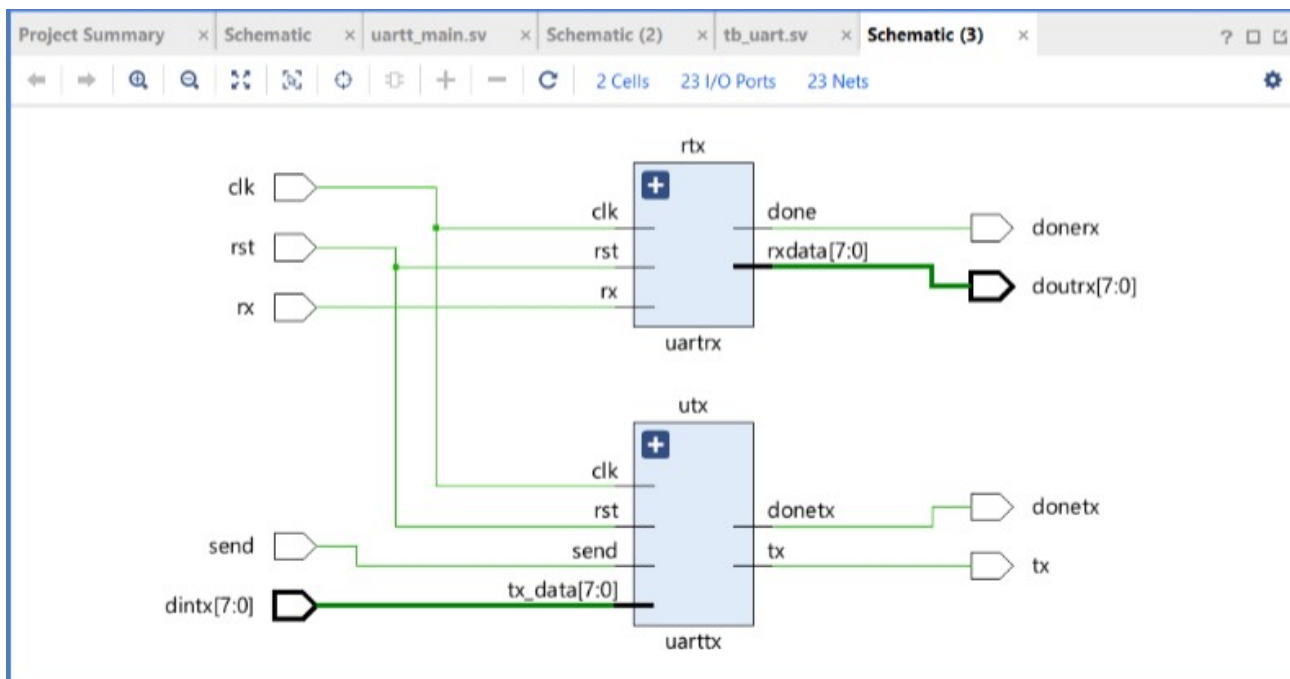 Project Summary × Schematic × uartt_main.sv × Schematic (2) × tb_uart.sv × Schematic (3) × ?
2 Cells 23 I/O Ports 23 Nets
rtx
clk
clk
done
donerx
rst
rst
rxdata[7:0]
rx
rx
doutrx[7:0]
uartrx
utx
clk
rst
donetx
donetx
send
send
tx
tx
dintx[7:0]
tx_data[7:0]
uarttx